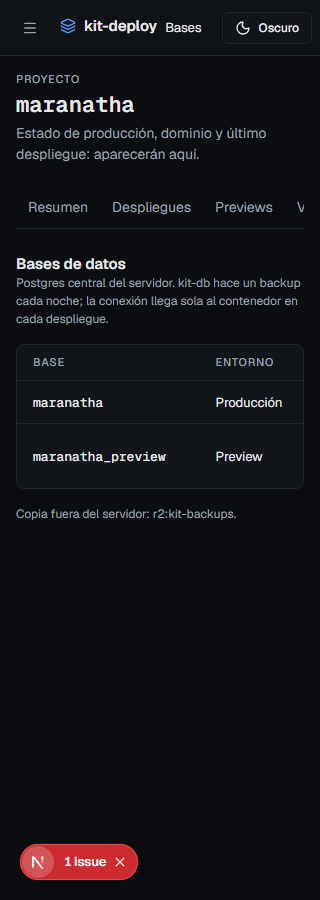 kit-deploy Bases Oscuro
PROYECTO
maranatha
Estado de producción, dominio y último
despliegue: aparecerán aquí.
Resumen Despliegues Previews V
Bases de datos
Postgres central del servidor. kit-db hace un backup
cada noche; la conexión llega sola al contenedor en
cada despliegue.
BASE ENTORNO
maranatha Producción
maranatha_preview Preview
Copia fuera del servidor: r2:kit-backups.
N 1 Issue